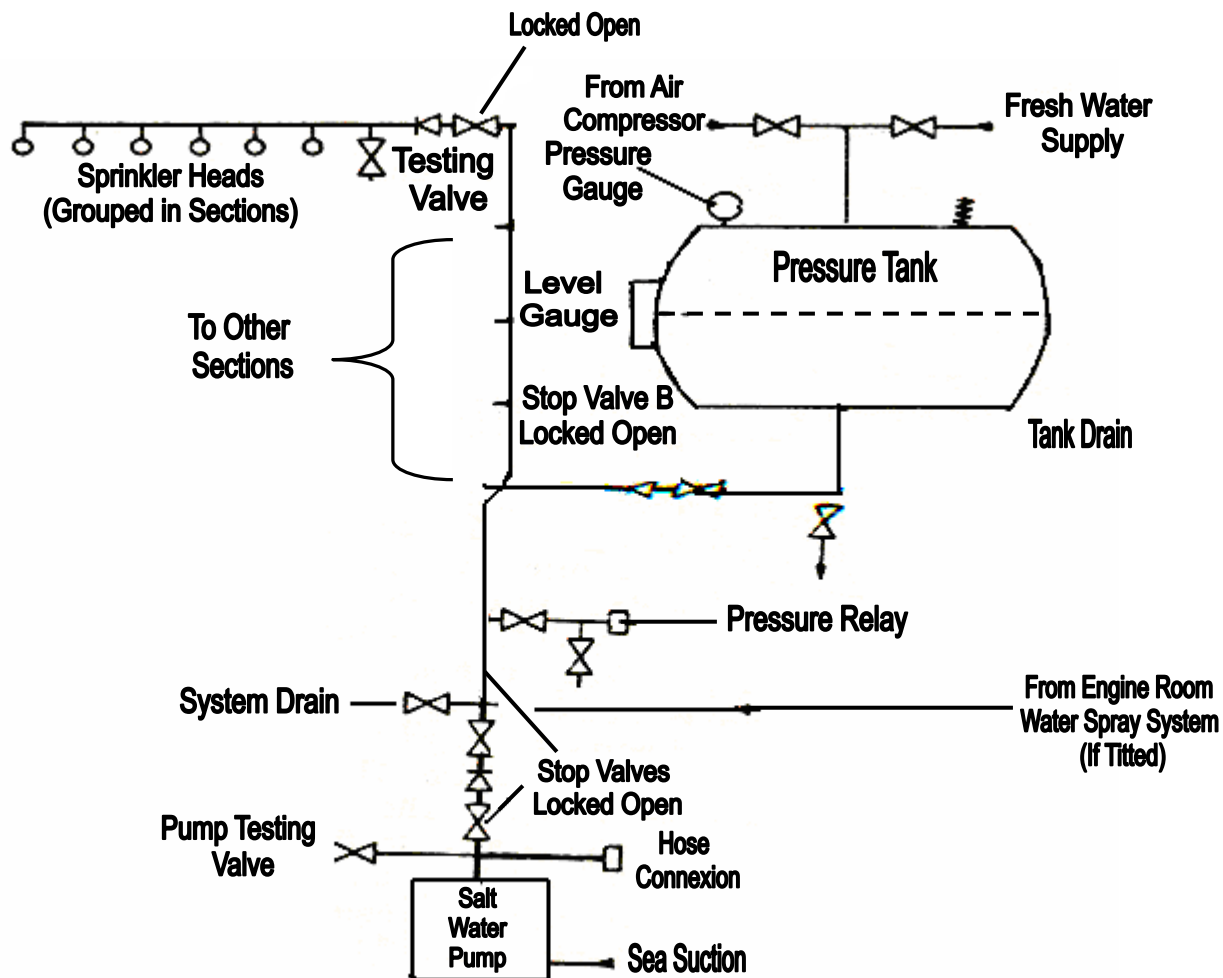 Locked Open
From Air
Compressor
Fresh Water
Supply
Pressure
Gauge
Testing
Valve
Sprinkler Heads
(Grouped in Sections)
Pressure Tank
Level
Gauge
To Other
Sections
Stop Valve B
Locked Open
Tank Drain
Pressure Relay
System Drain
From Engine Room
Water Spray System
(If Titted)
Stop Valves
Locked Open
Pump Testing
Valve
Hose
Connexion
Salt
Water
Pump
Sea Suction